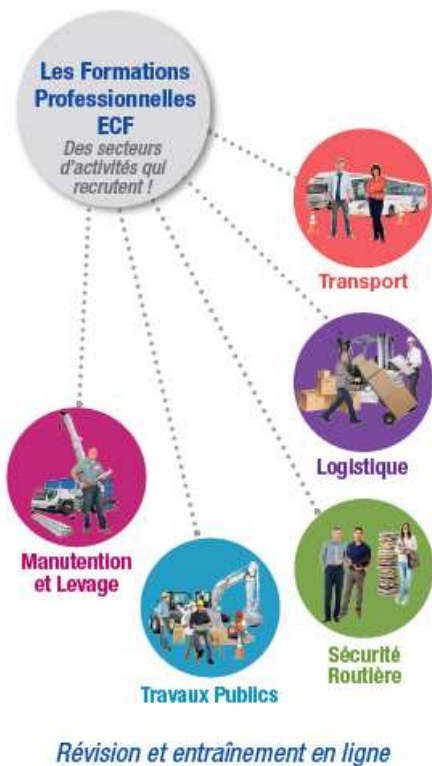 Les Formations
Professionnelles
ECF
Des secteurs
d'activités qui
recrutent !
Transport
Logistique
Manutention
et Levage
Sécurité
Routière
Travaux Publics
Révision et entraînement en ligne